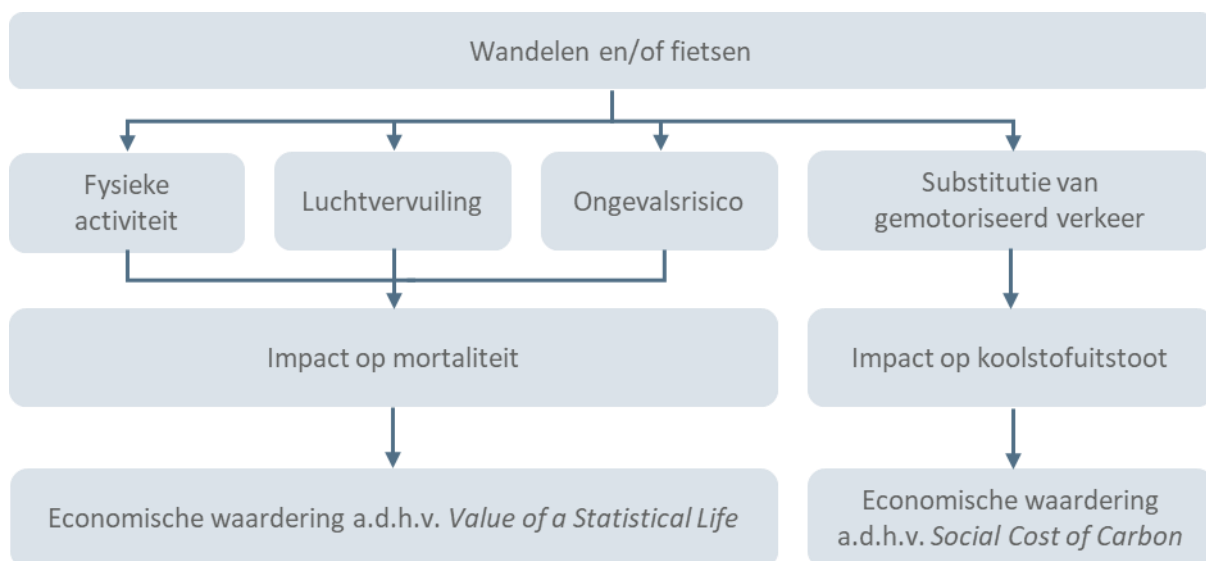 Wandelen en/of fietsen
Fysieke
activiteit
Luchtvervuiling
Ongevalsrisico
Substitutie van
gemotoriseerd verkeer
Impact op mortaliteit
Impact op koolstofuitstoot
Economische waardering a.d.h.v. Value of a Statistical Life
Economische waardering
a.d.h.v. Social Cost of Carbon